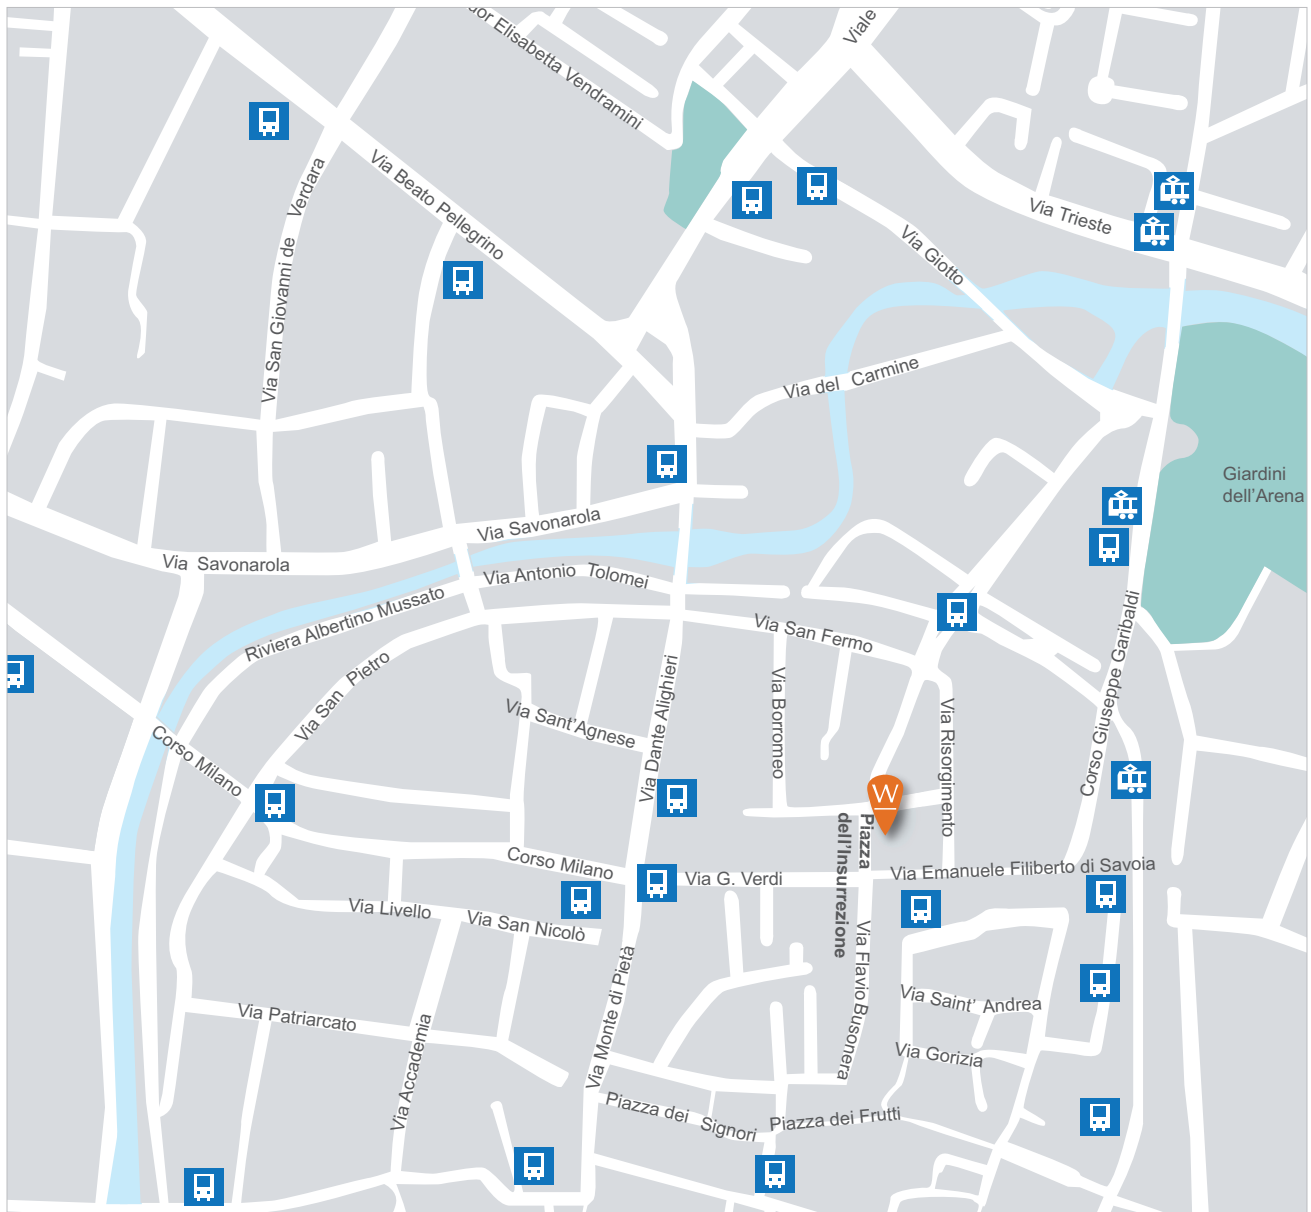 dor Elisabetta Vendramini
Viale
Via Beato Pellegrino
Via San Giovanni de Verdara
Via Trieste
Via Giotto
Via del Carmine
Giardini
dell'Arena
Via Savonarola
Via Savonarola
Via Antonio Tolomei
Riviera Albertino Mussato
Via San Fermo
Via San Pietro
Corso Giuseppe Garibaldi
Via Borromeo
Via Sant'Agnese
Via Dante Alighieri
Via Risorgimento
Corso Milano
W
Piazza
dell'Insurrezione
Corso Milano
Via G. Verdi
Via Emanuele Filiberto di Savoia
Via Livello
Via San Nicolò
Via Flavio Busonera
Via Monte di Pietà
Via Saint' Andrea
Via Patriarcato
Via Accademia
Via Gorizia
Piazza dei Signori
Piazza dei Frutti